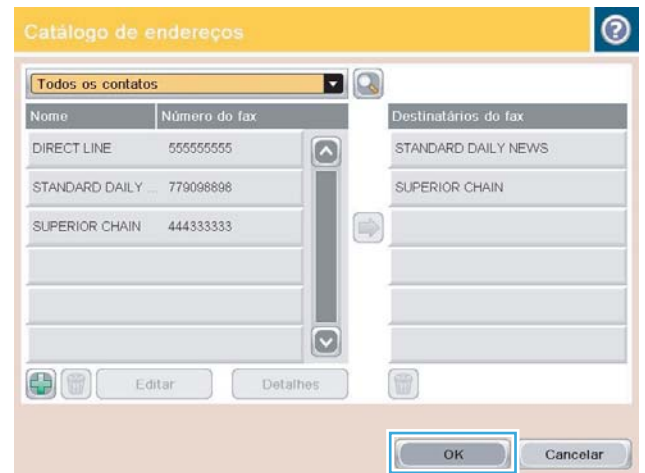 Catálogo de endereços
?
Todos os contatos
Nome Número do fax
DIRECT LINE 555555555
STANDARD DAILY ... 779098898
SUPERIOR CHAIN 444333333
Destinatários do fax
STANDARD DAILY NEWS
SUPERIOR CHAIN
Editar Detalhes
OK Cancelar